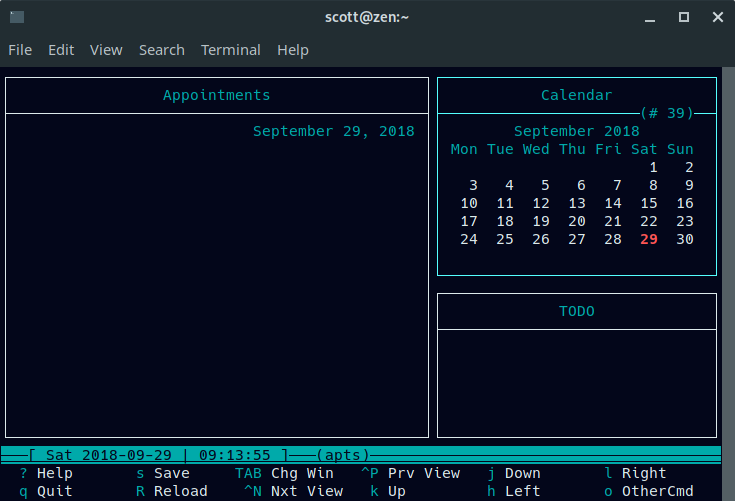 scott@zen:~
File Edit View Search Terminal Help
Appointments
September 29, 2018
Calendar
(# 39)
September 2018
Mon Tue Wed Thu Fri Sat Sun
1 2
3 4 5 6 7 8 9
10 11 12 13 14 15 16
17 18 19 20 21 22 23
24 25 26 27 28 29 30
TODO
[ Sat 2018-09-29 | 09:13:55 ] (apts)
? Help s Save TAB Chg Win ^P Prv View j Down l Right
q Quit R Reload ^N Nxt View k Up h Left o OtherCmd